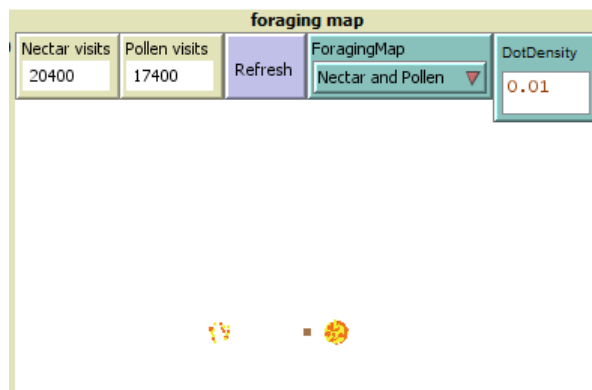 foraging map
Nectar visits
20400
Pollen visits
17400
Refresh
ForagingMap
Nectar and Pollen
DotDensity
0.01